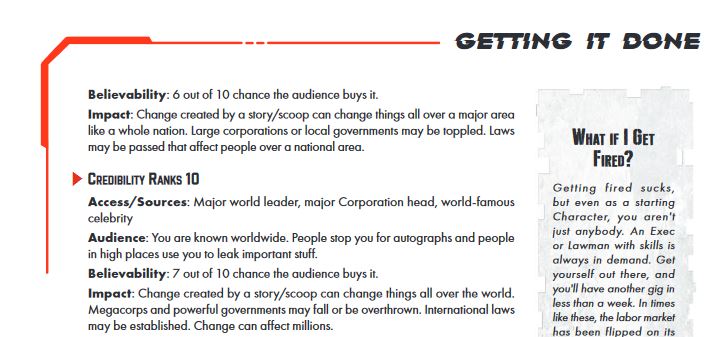 GETTING IT DONE
Believability: 6 out of 10 chance the audience buys it.
Impact: Change created by a story/scoop can change things all over a major area
like a whole nation. Large corporations or local governments may be toppled. Laws
may be passed that affect people over a national area.
CREDIBILITY RANKS 10
Access/Sources: Major world leader, major Corporation head, world-famous
celebrity
Audience: You are known worldwide. People stop you for autographs and people
in high places use you to leak important stuff.
Believability: 7 out of 10 chance the audience buys it.
Impact: Change created by a story/scoop can change things all over the world.
Megacorps and powerful governments may fall or be overthrown. International laws
may be established. Change can affect millions.
WHAT IF I GET
FIRED?
Getting fired sucks,
but even as a starting
Character, you aren't
just anybody. An Exec
or Lawman with skills is
always in demand. Get
yourself out there, and
you'll have another gig in
less than a week. In times
like these, the labor market
has been flipped on its